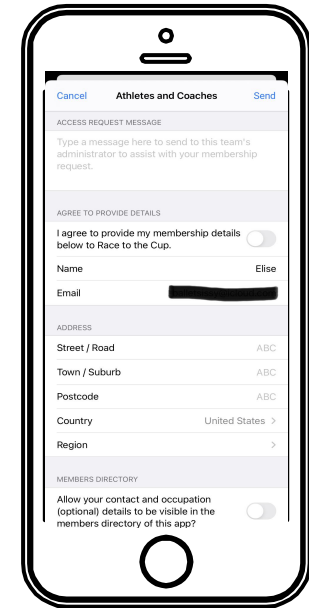 Cancel Athletes and Coaches Send
ACCESS REQUEST MESSAGE
Type a message here to send to this team's
administrator to assist with your membership
request.
AGREE TO PROVIDE DETAILS
I agree to provide my membership details
below to Race to the Cup.
Name Elise
Email
ADDRESS
Street / Road ABC
Town / Suburb ABC
Postcode ABC
Country United States >
Region >
MEMBERS DIRECTORY
Allow your contact and occupation
(optional) details to be visible in the
members directory of this app?